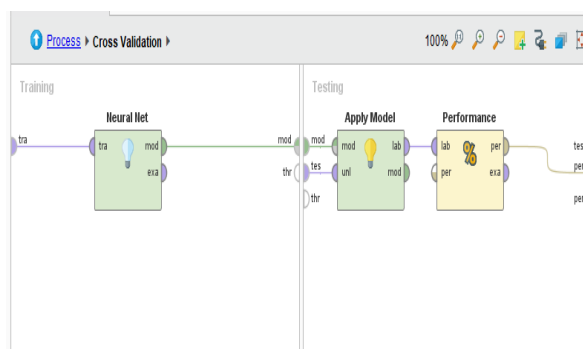 Process Cross Validation 100%
Training
Testing
Neural Net
Apply Model
Performance
tra tra mod mod mod mod lab lab per tes
exa thr tes unl mod per exa per
thr per